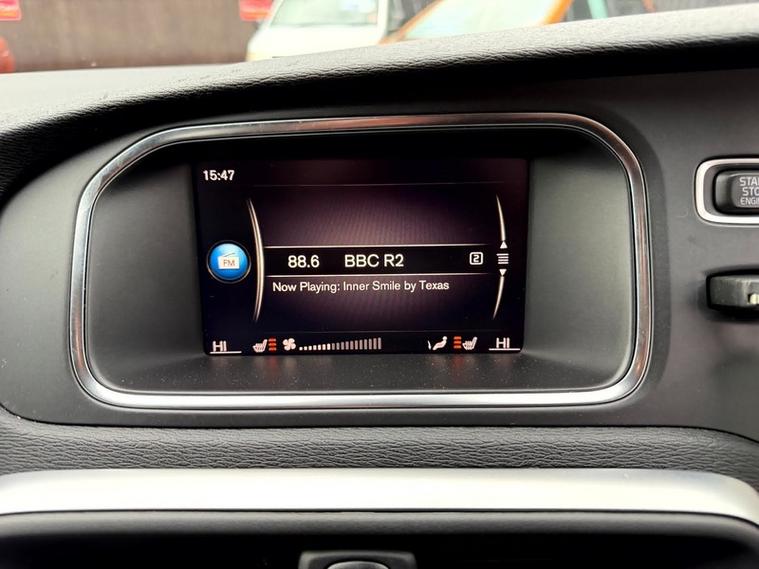 15:47
FM
88.6 BBC R2 2
Now Playing: Inner Smile by Texas
HI HI